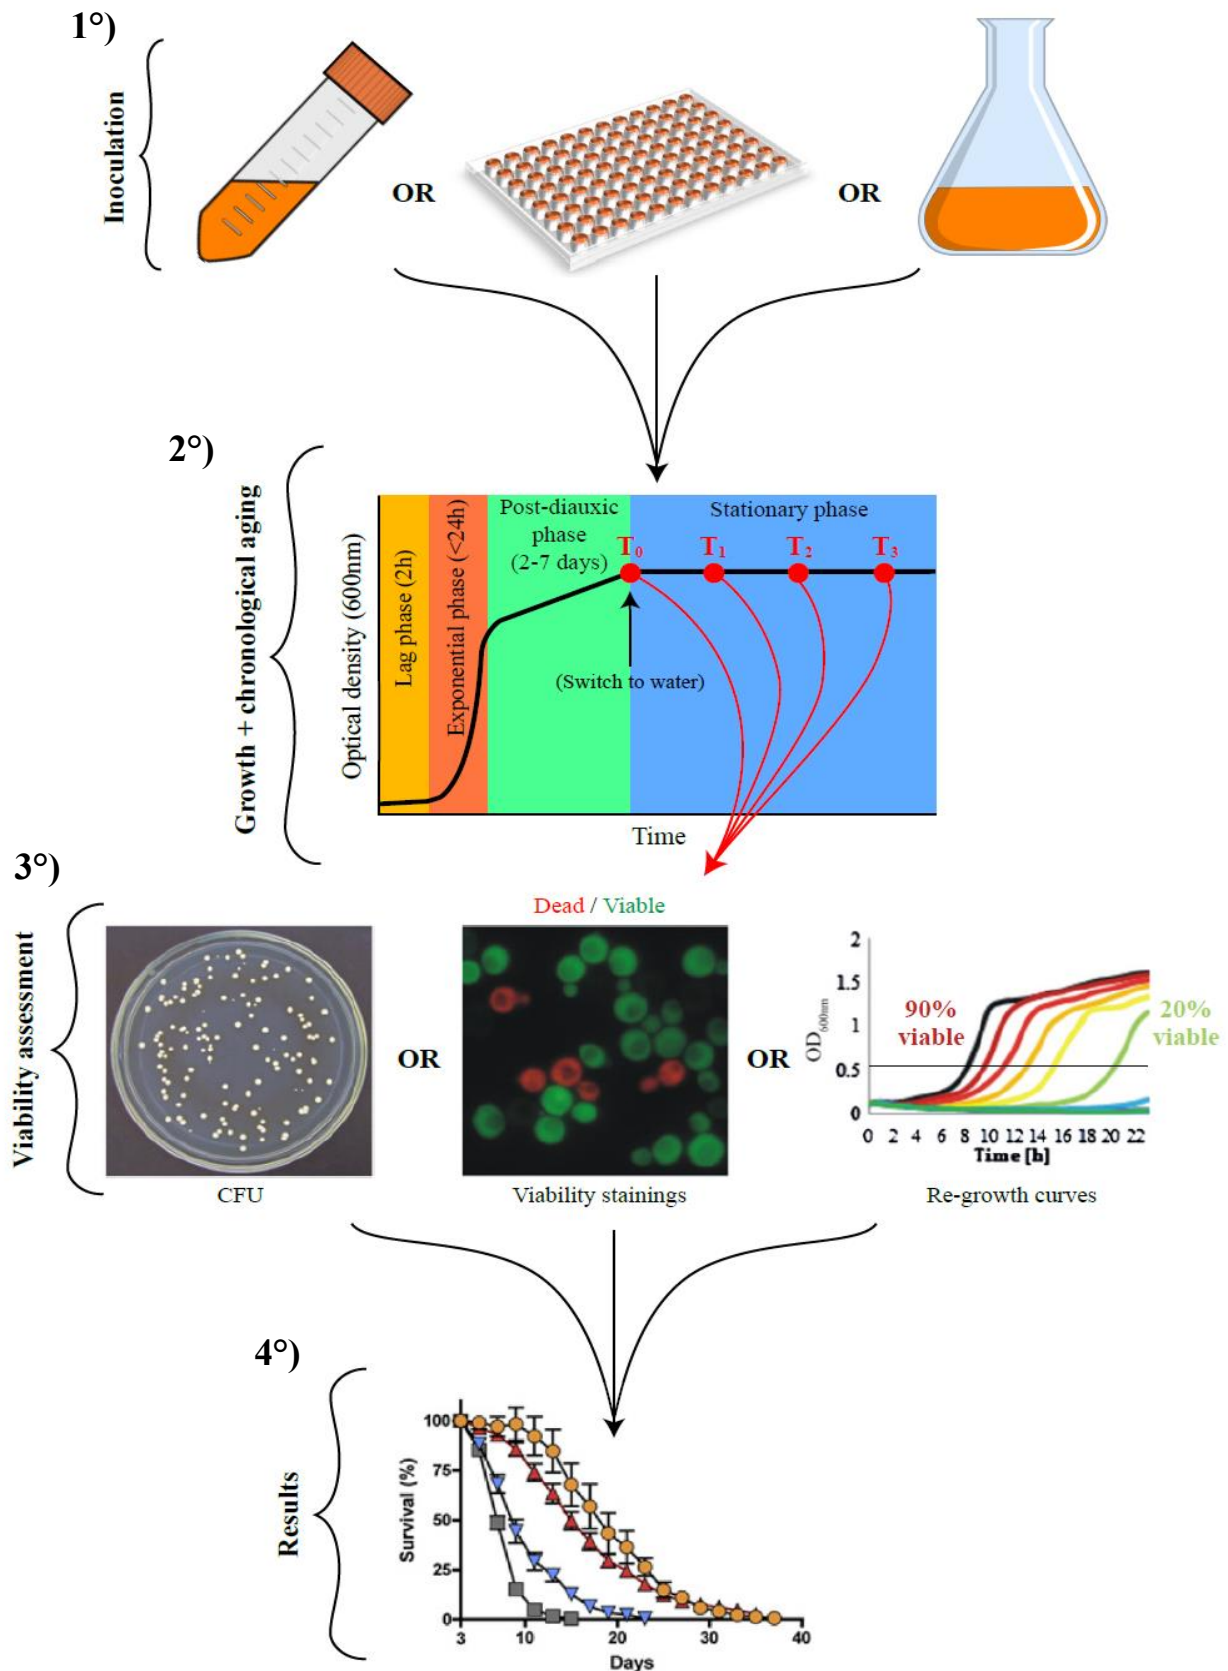 1°)
Inoculation
OR
OR
2°)
Growth + chronological aging
Optical density (600nm)
Lag phase (2h)
Exponential phase (<24h)
Post-diauxic
phase
(2-7 days)
Stationary phase
T0
T1
T2
T3
(Switch to water)
Time
3°)
Viability assessment
Dead / Viable
OR
OR
CFU
Viability stainings
OD600nm
2
1.5
1
0.5
0
90%
viable
20%
viable
0 2 4 6 8 10 12 14 16 18 20 22
Time [h]
Re-growth curves
4°)
Results
Survival (%)
100
75
50
25
0
3 10 20 30 40
Days